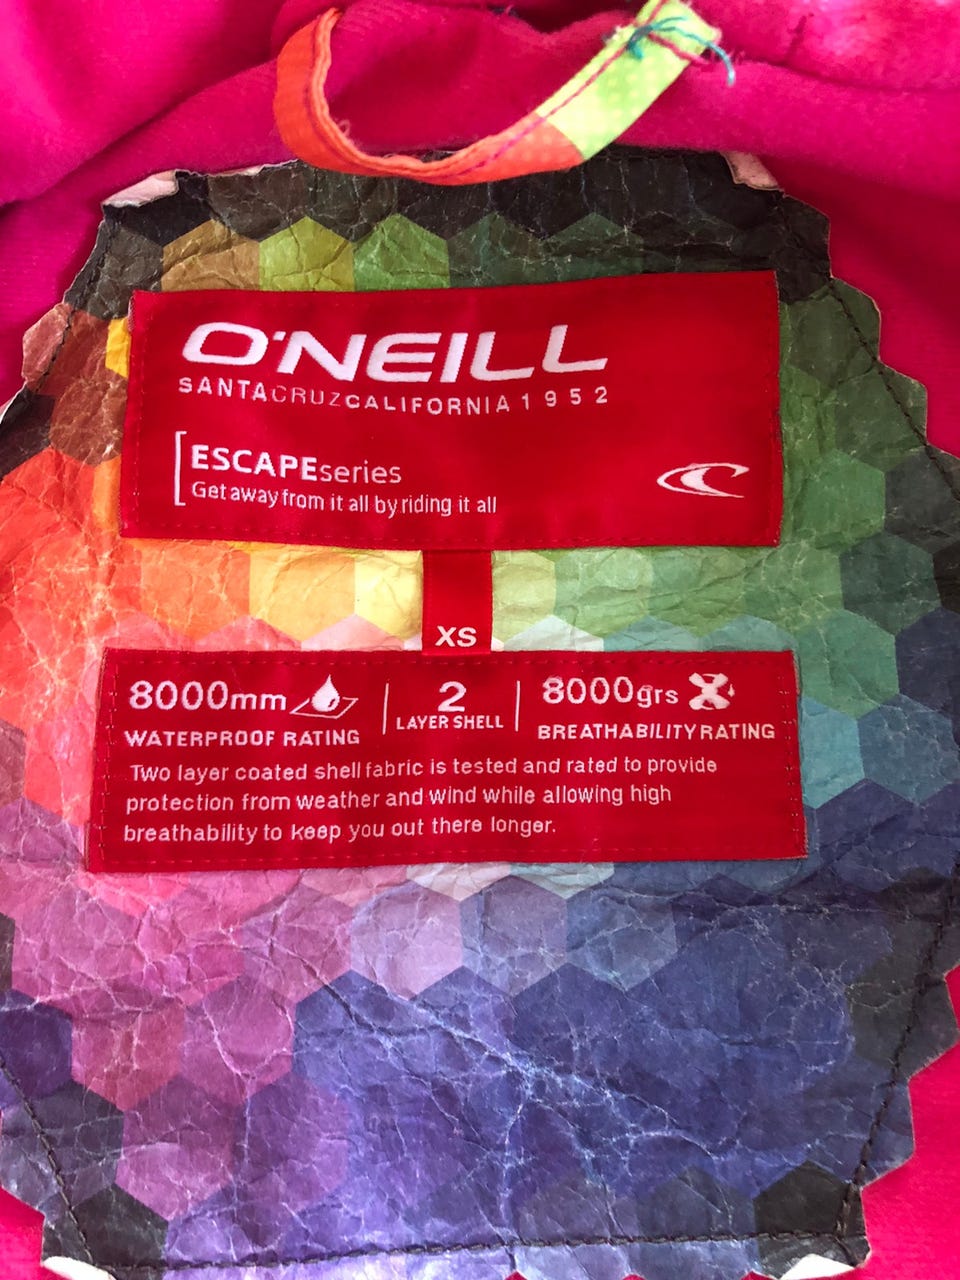 O'NEILL
SANTACRUZCALIFORNIA1952
ESCAPEseries
Get away from it all by riding it all
XS
8000mm
WATERPROOF RATING
2
LAYER SHELL
8000grs
BREATHABILITY RATING
Two layer coated shell fabric is tested and rated to provide
protection from weather and wind while allowing high
breathability to keep you out there longer.